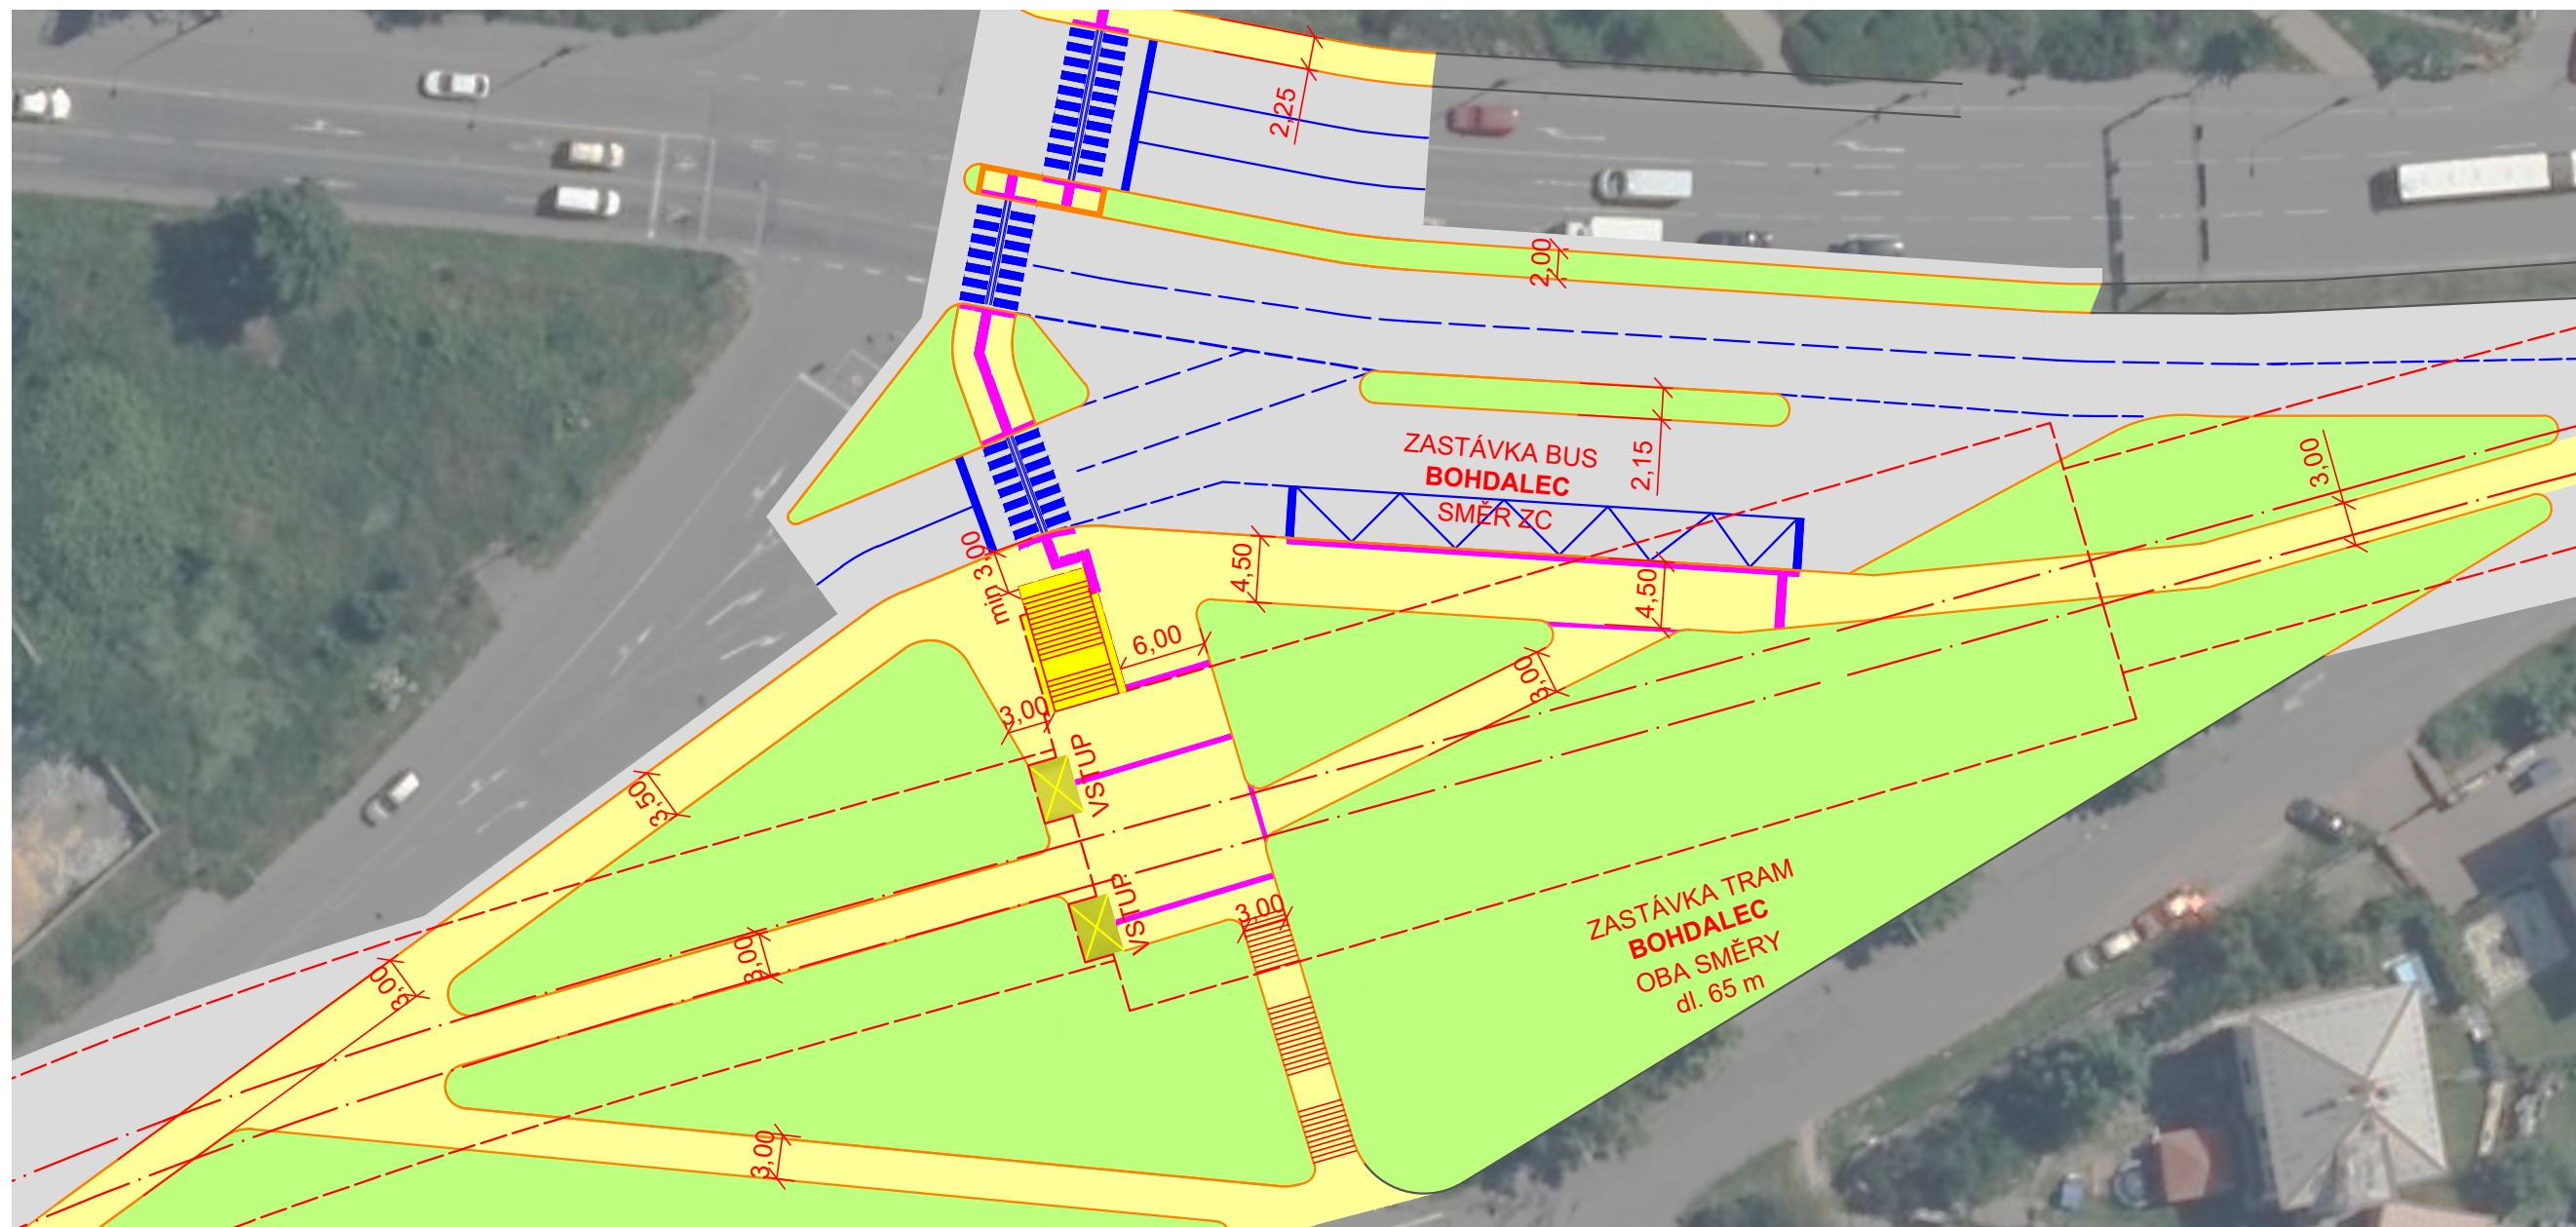 2,25
2,00
ZASTÁVKA BUS
BOHDALEC
SMĚR ZC
2,15
3,00
min 3,00
4,50
4,50
6,00
3,00
3,00
VSTUP
3,50
VSTUP
3,00
3,00
3,00
ZASTÁVKA TRAM
BOHDALEC
OBA SMĚRY
dl. 65 m
3,00